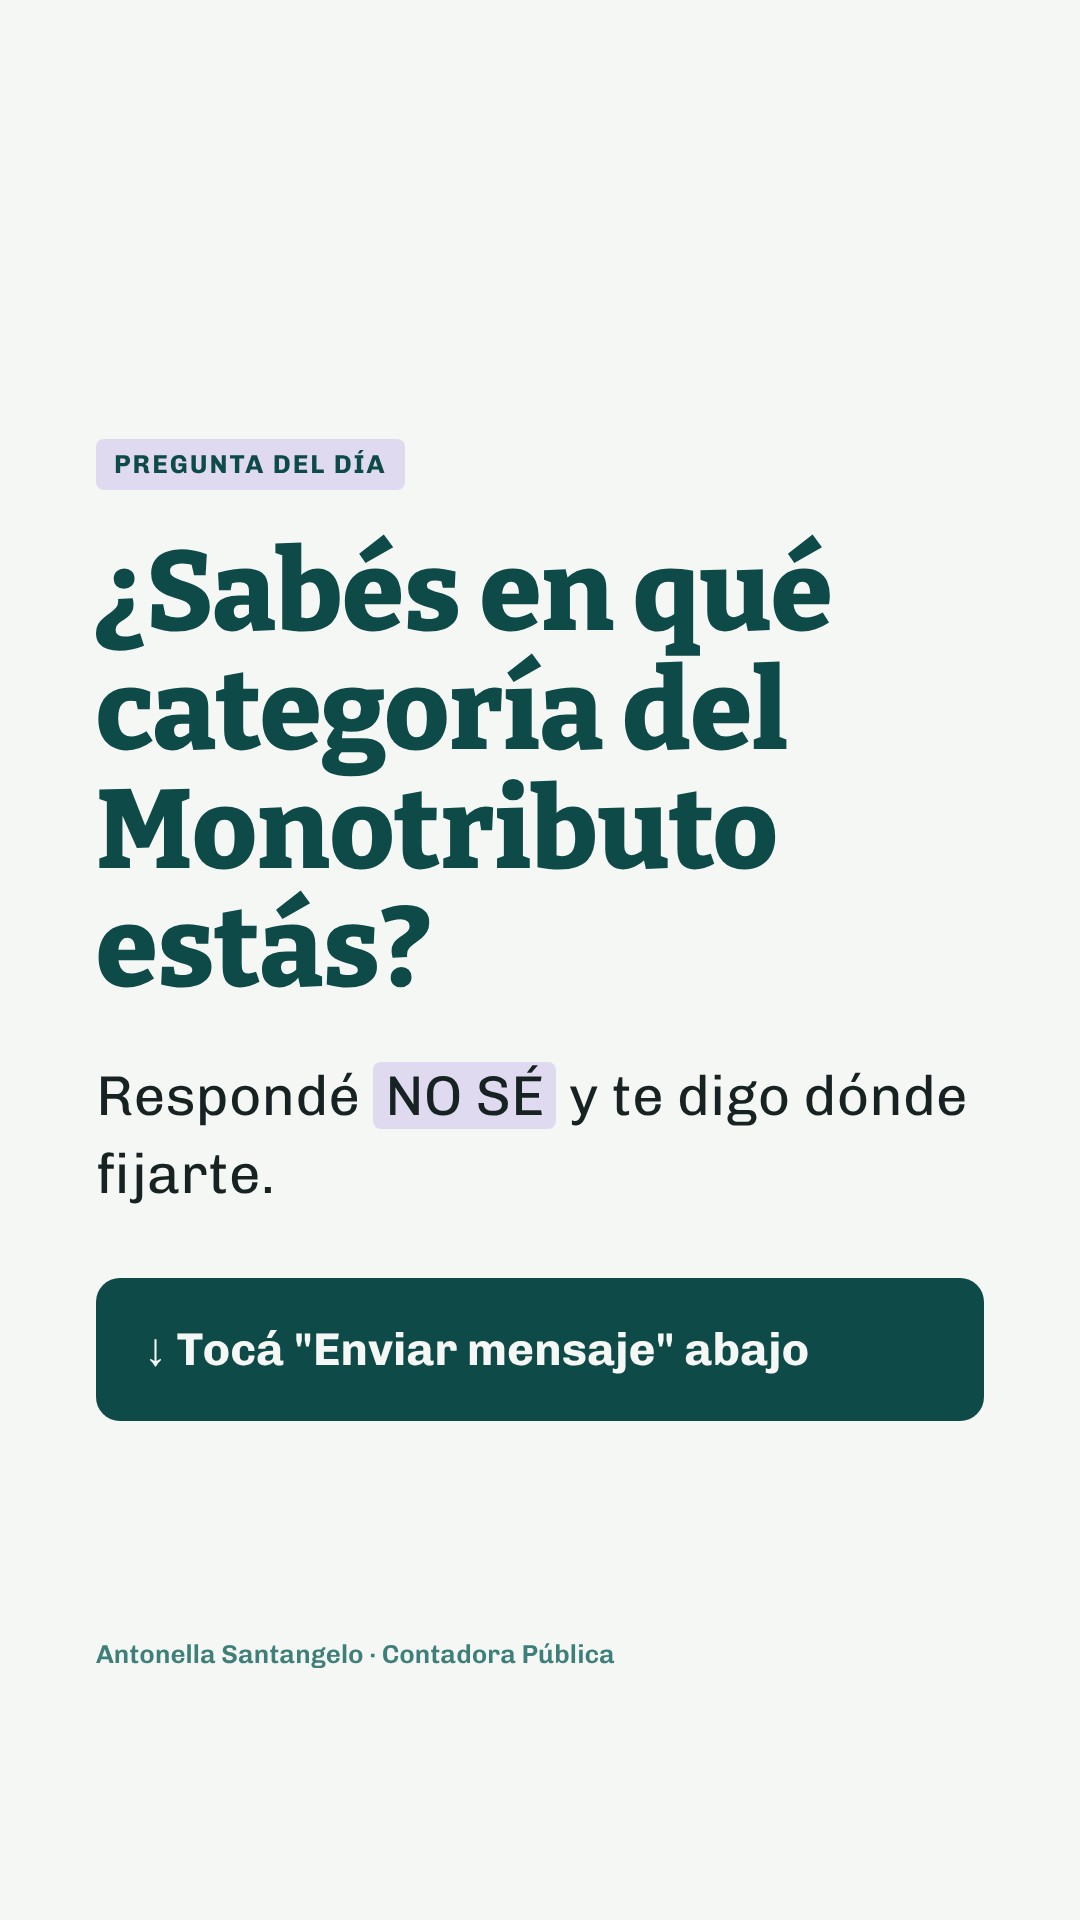 PREGUNTA DEL DÍA
¿Sabés en qué
categoría del
Monotributo
estás?
Respondé NO SÉ y te digo dónde
fijarte.
↓ Tocá "Enviar mensaje" abajo
Antonella Santangelo · Contadora Pública